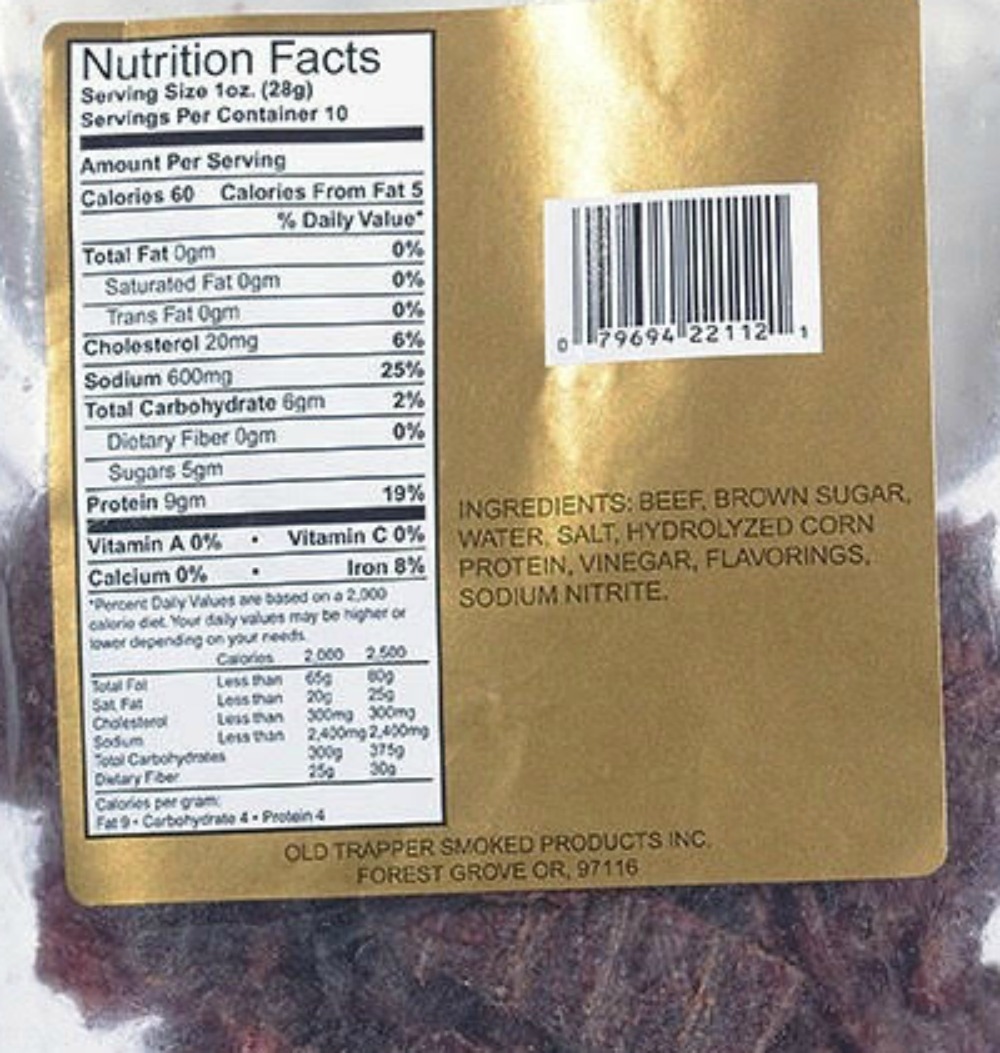 Nutrition Facts
Serving Size 1oz. (28g)
Servings Per Container 10
Amount Per Serving
Calories 60 Calories From Fat 5
% Daily Value*
Total Fat 0gm 0%
Saturated Fat 0gm 0%
Trans Fat 0gm 0%
Cholesterol 20mg 6%
Sodium 600mg 25%
Total Carbohydrate 6gm 2%
Dietary Fiber 0gm 0%
Sugars 5gm
Protein 9gm 19%
Vitamin A 0% • Vitamin C 0%
Calcium 0% • Iron 8%
*Percent Daily Values are based on a 2,000
calorie diet. Your daily values may be higher or
lower depending on your needs.
Calories 2,000 2,500
Total Fat Less than 65g 80g
Sat. Fat Less than 20g 25g
Cholesterol Less than 300mg 300mg
Sodium Less than 2,400mg 2,400mg
Total Carbohydrates 300g 375g
Dietary Fiber 25g 30g
Calories per gram:
Fat 9 • Carbohydrate 4 • Protein 4
0 79694 22112 1
INGREDIENTS: BEEF, BROWN SUGAR,
WATER, SALT, HYDROLYZED CORN
PROTEIN, VINEGAR, FLAVORINGS,
SODIUM NITRITE.
OLD TRAPPER SMOKED PRODUCTS INC.
FOREST GROVE OR, 97116